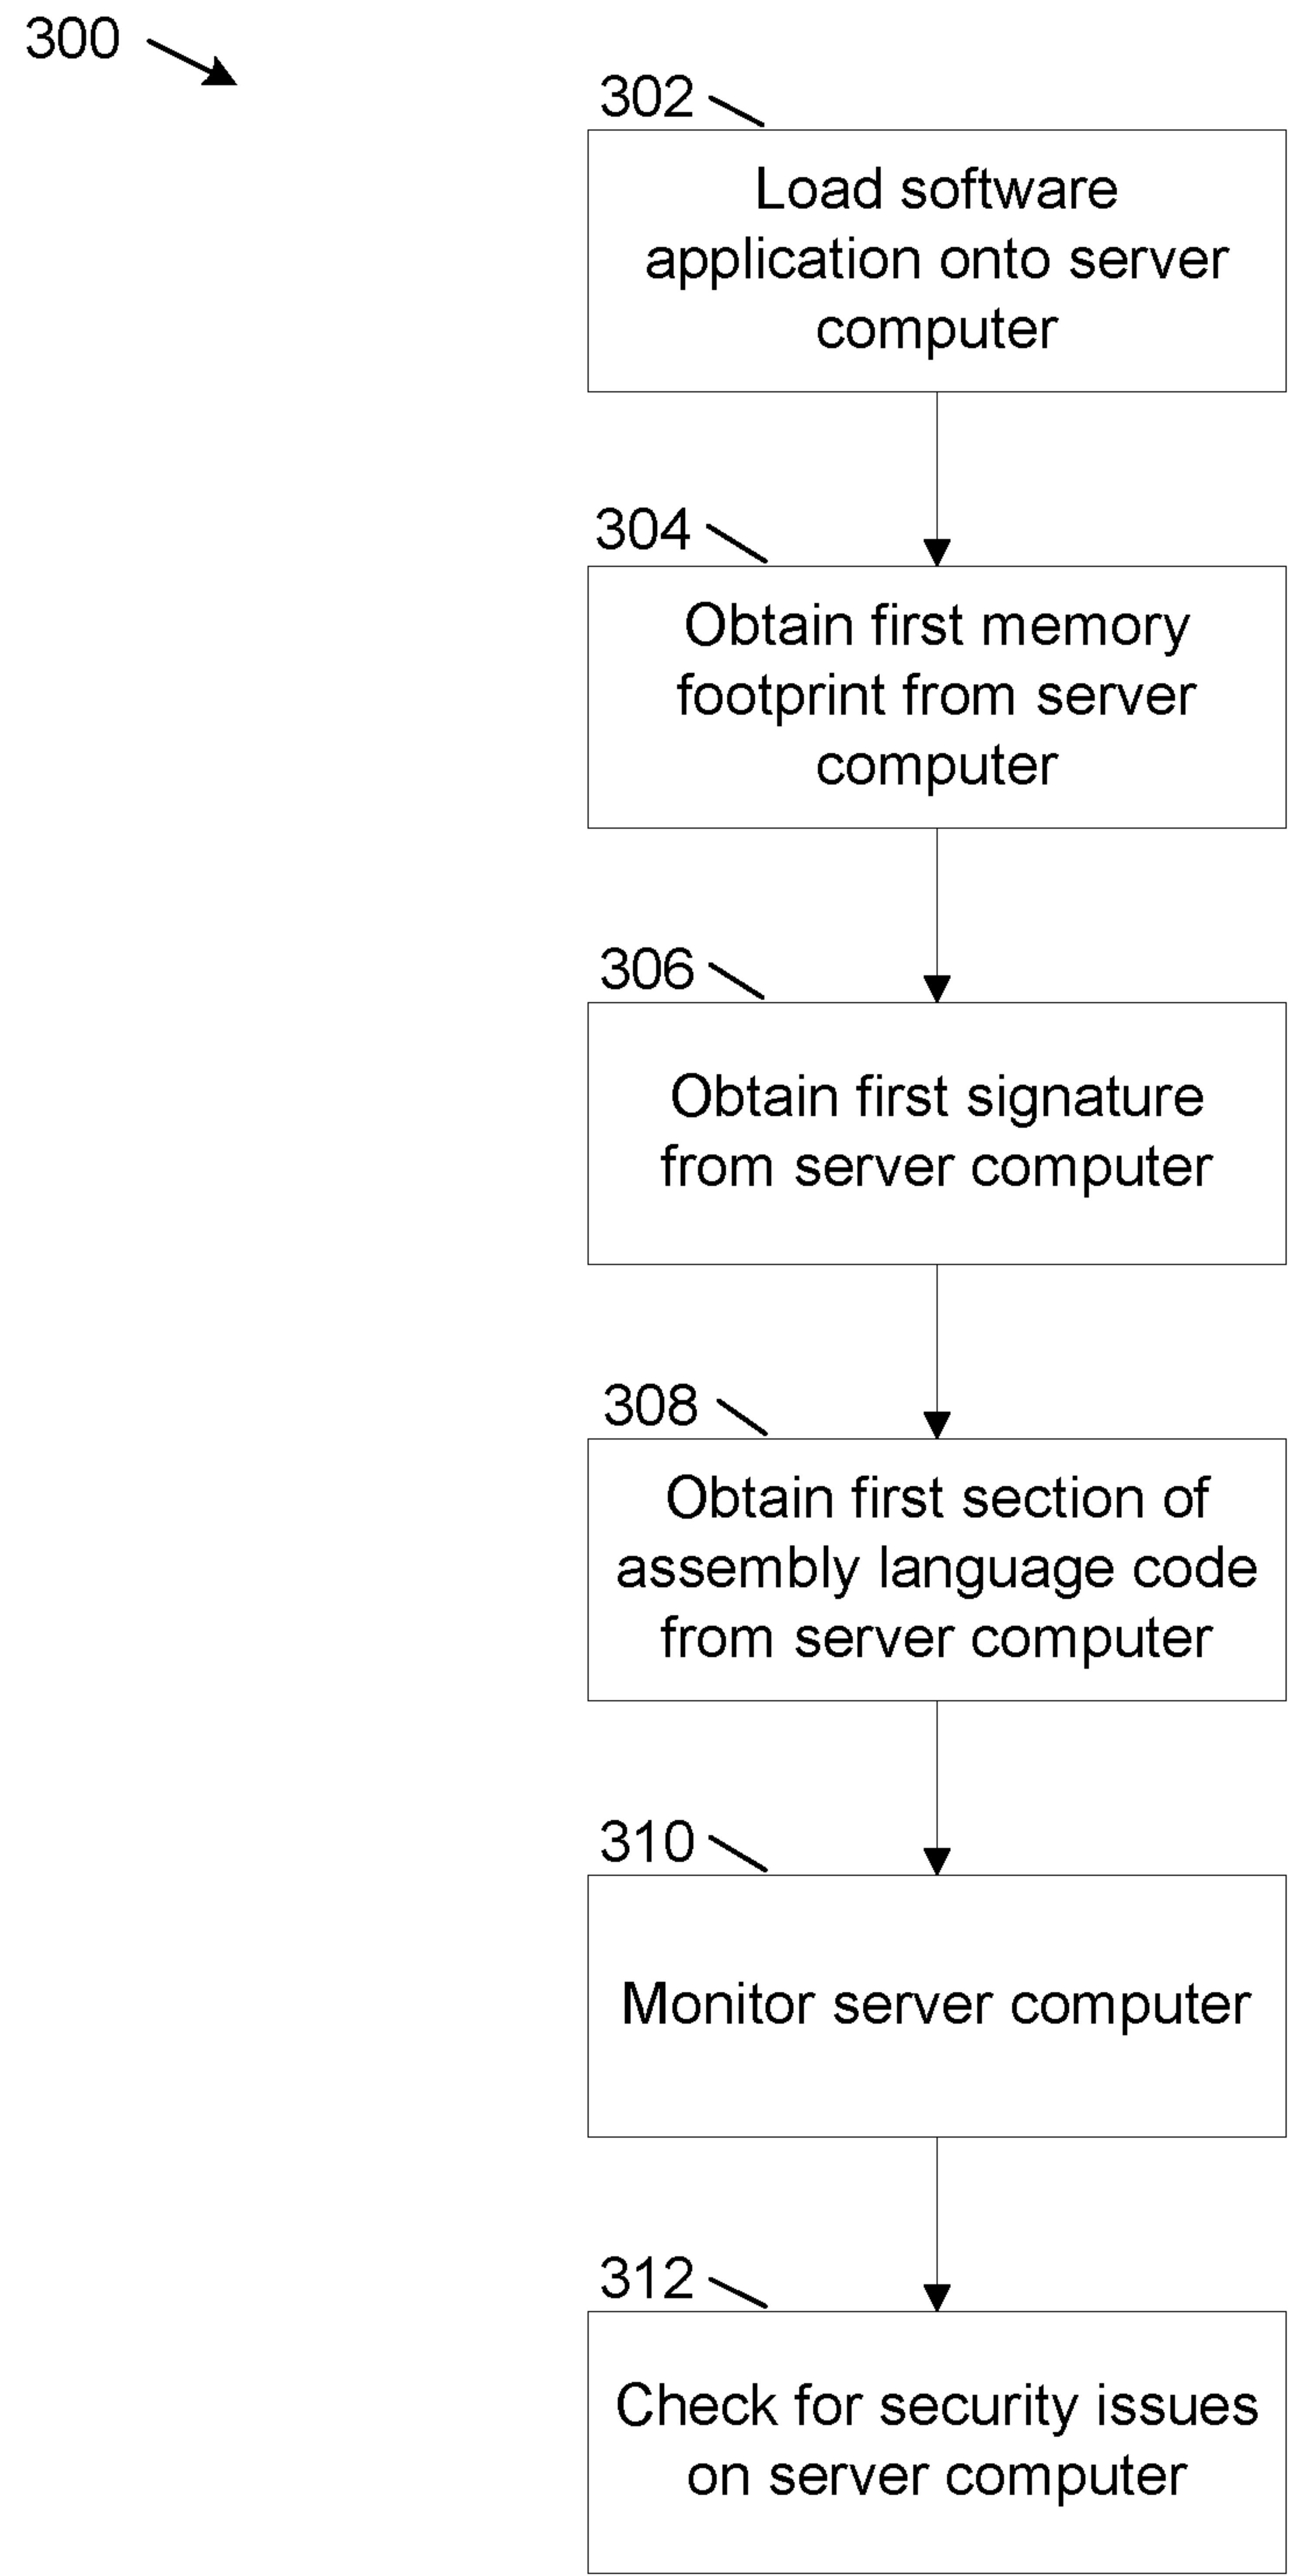 300
302
Load software
application onto server
computer
304
Obtain first memory
footprint from server
computer
306
Obtain first signature
from server computer
308
Obtain first section of
assembly language code
from server computer
310
Monitor server computer
312
Check for security issues
on server computer